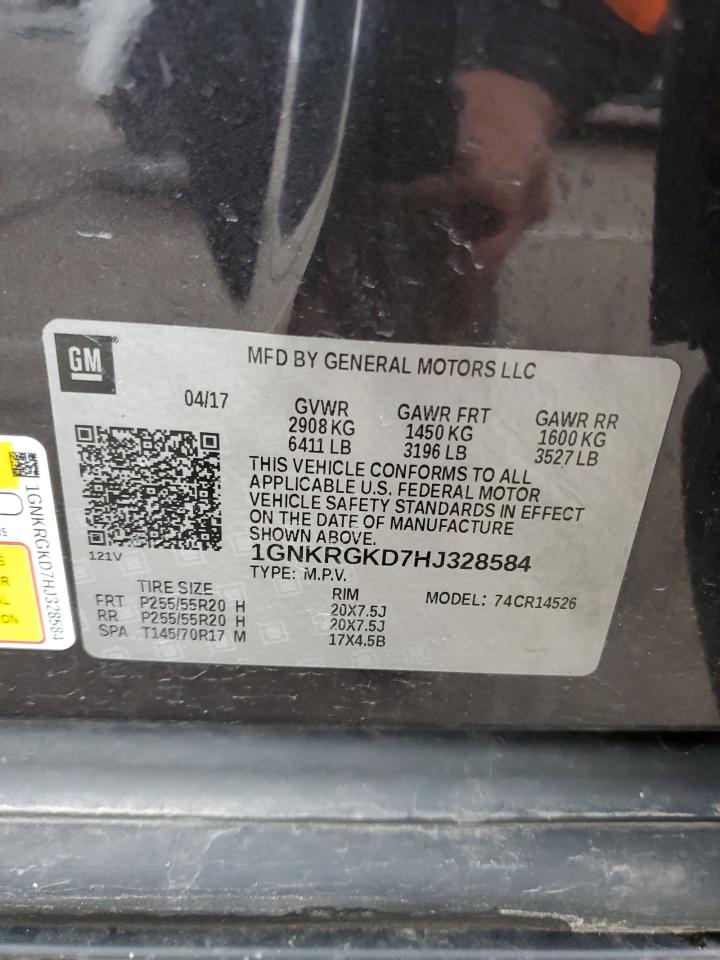 GM
MFD BY GENERAL MOTORS LLC
04/17
GVWR GAWR FRT GAWR RR
2908 KG 1450 KG 1600 KG
6411 LB 3196 LB 3527 LB
THIS VEHICLE CONFORMS TO ALL
APPLICABLE U.S. FEDERAL MOTOR
VEHICLE SAFETY STANDARDS IN EFFECT
ON THE DATE OF MANUFACTURE
SHOWN ABOVE.
121V
1GNKRGKD7HJ328584
TYPE: M.P.V.
MODEL: 74CR14526
TIRE SIZE RIM
FRT P255/55R20 H 20X7.5J
RR P255/55R20 H 20X7.5J
SPA T145/70R17 M 17X4.5B
1GNKRGKD7HJ328584